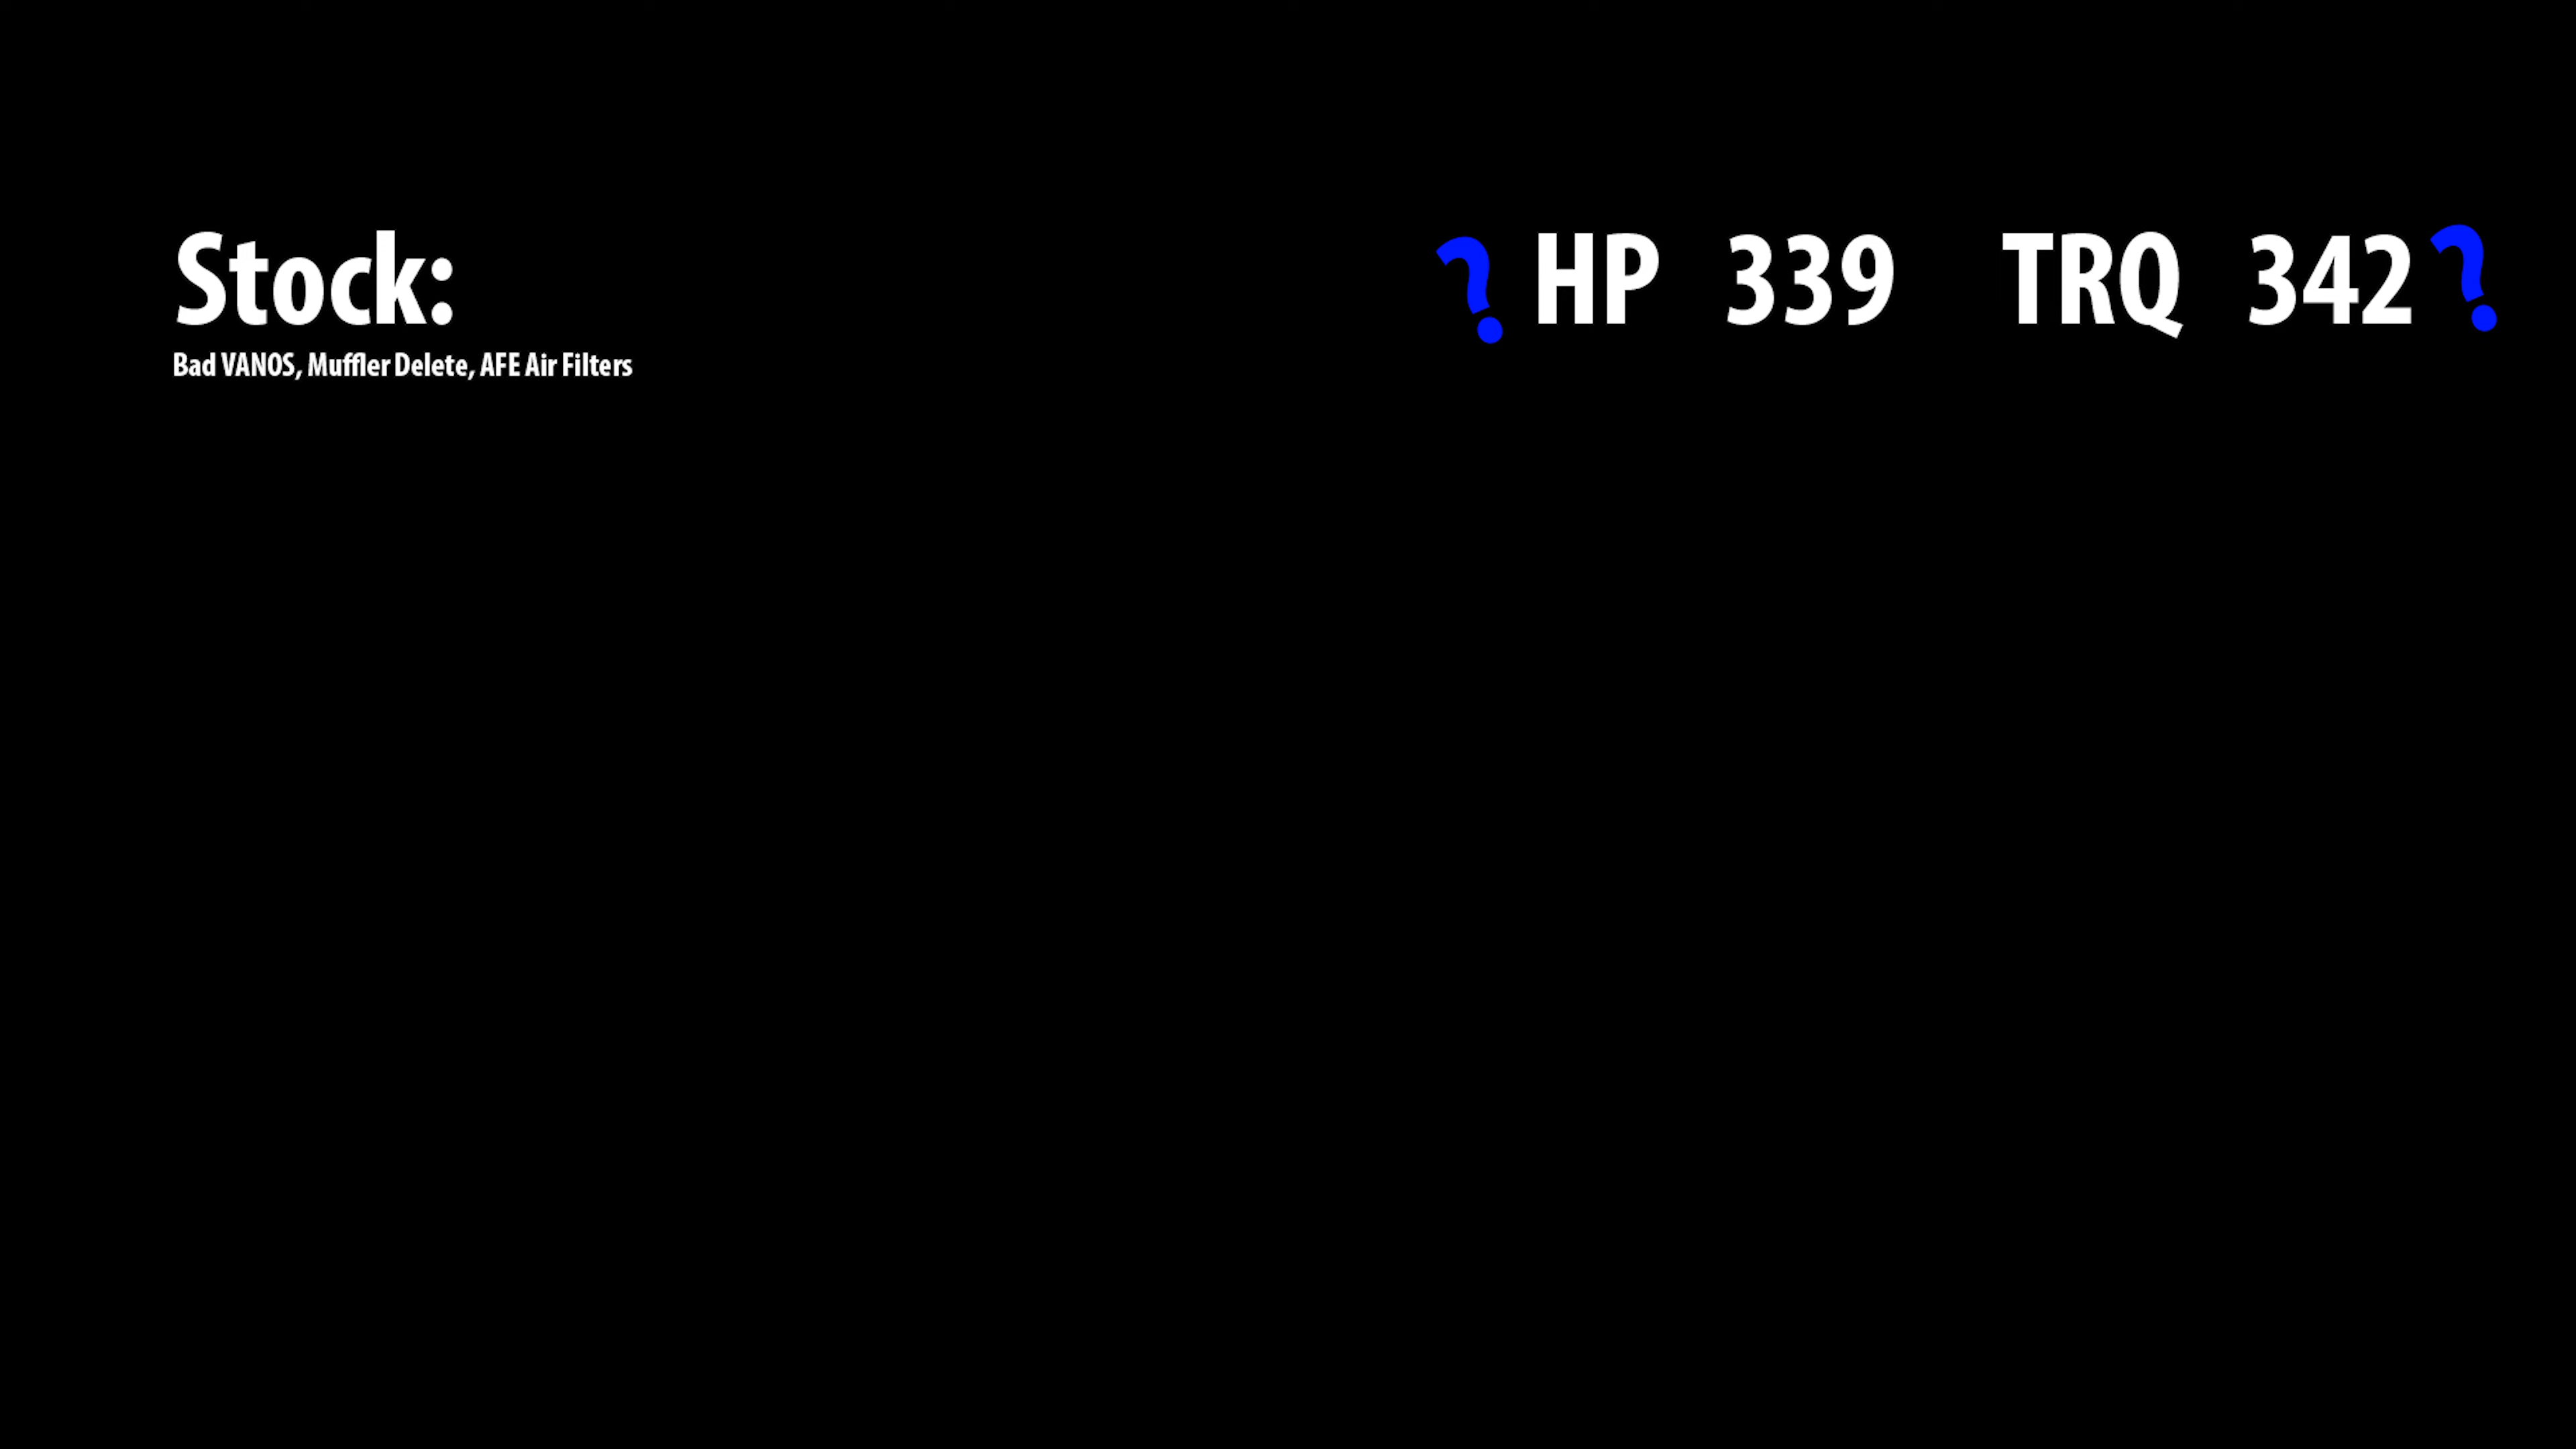 Stock: ? HP 339 TRQ 342 ?
Bad VANOS, Muffler Delete, AFE Air Filters